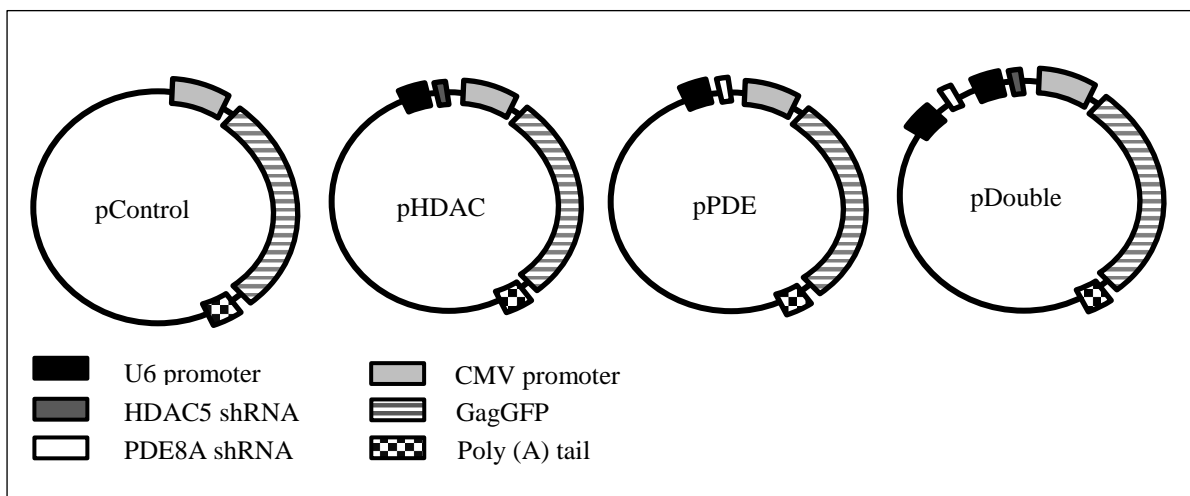 pControl
pHDAC
pPDE
pDouble
U6 promoter
HDAC5 shRNA
PDE8A shRNA
CMV promoter
GagGFP
Poly (A) tail